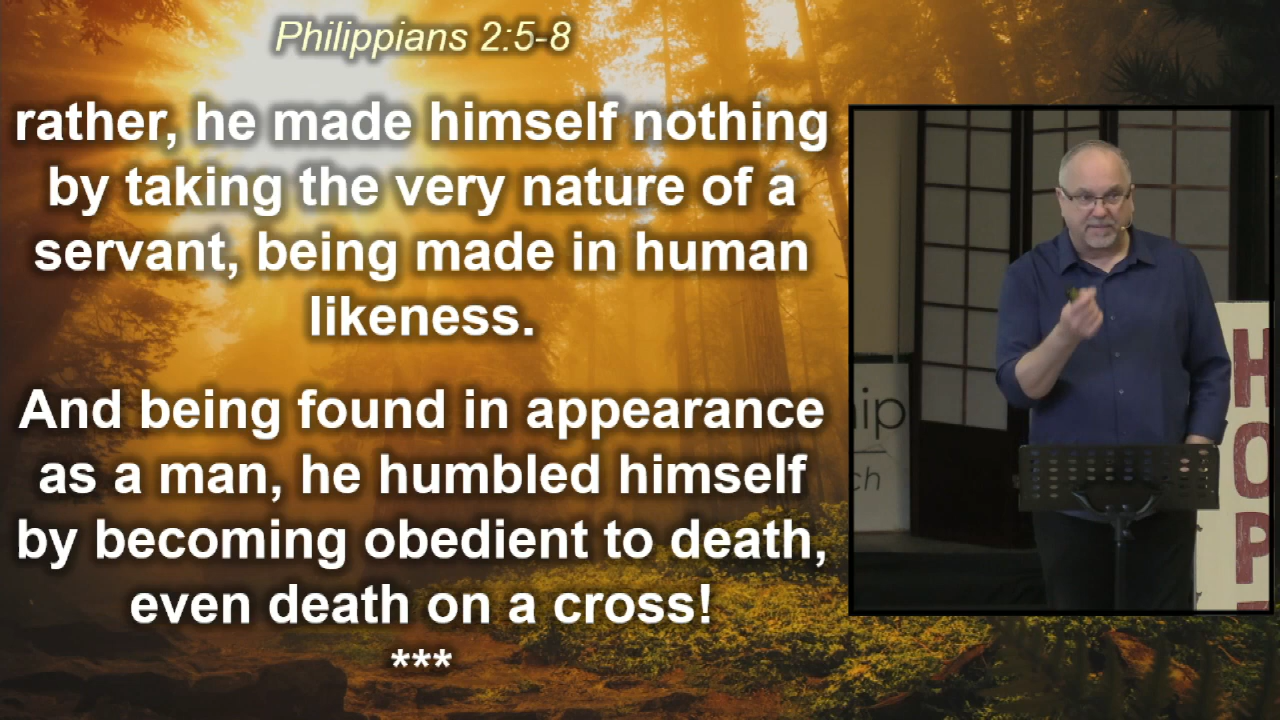 Philippians 2:5-8
rather, he made himself nothing
by taking the very nature of a
servant, being made in human
likeness.
And being found in appearance
as a man, he humbled himself
by becoming obedient to death,
even death on a cross!
***
HOPE